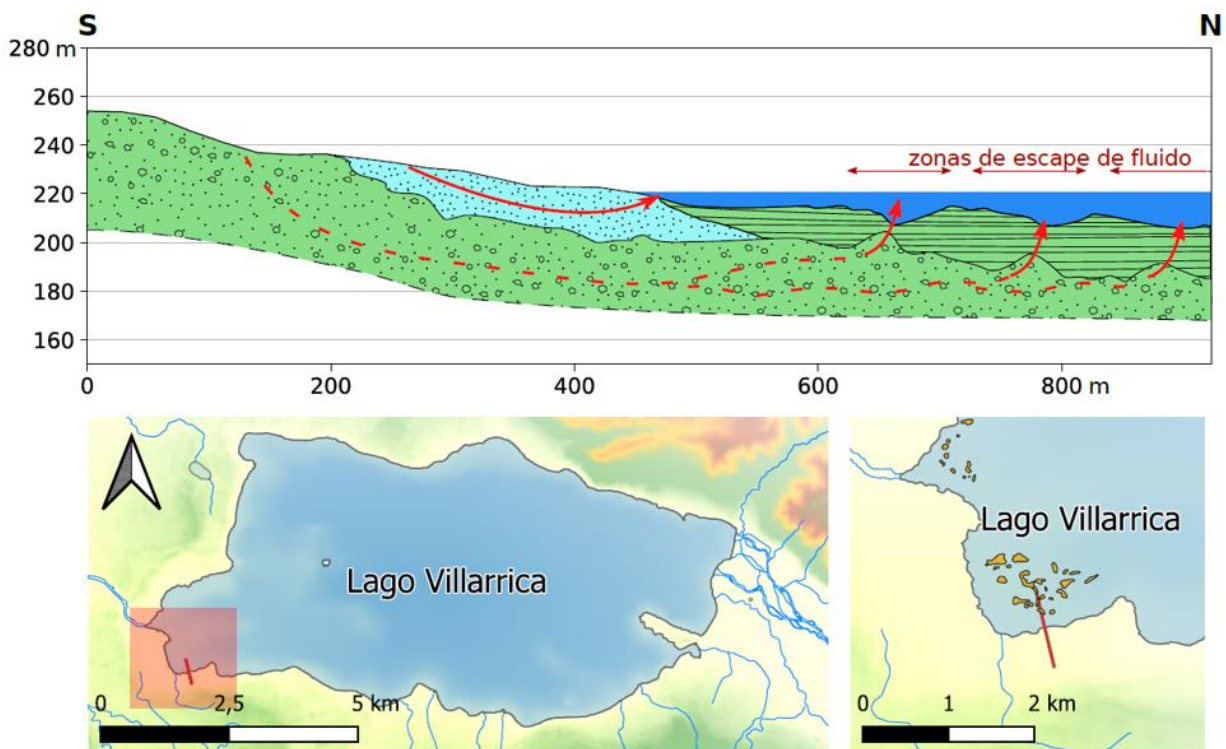 S N
280 m
260
240
zonas de escape de fluido
220
200
180
160
0 200 400 600 800 m
Lago Villarrica
0 2,5 5 km
Lago Villarrica
0 1 2 km